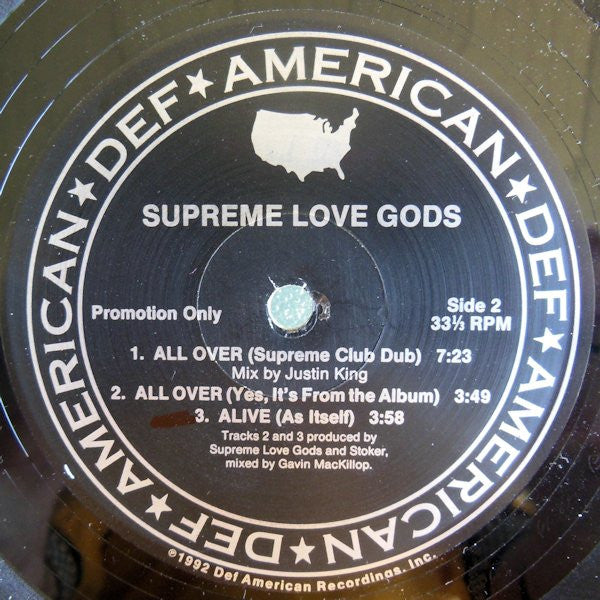 DEF ★ AMERICAN ★ DEF ★ AMERICAN ★ DEF ★ AMERICAN ★
SUPREME LOVE GODS
Promotion Only
Side 2
33⅓ RPM
1. ALL OVER (Supreme Club Dub) 7:23
Mix by Justin King
2. ALL OVER (Yes, It's From the Album) 3:49
3. ALIVE (As Itself) 3:58
Tracks 2 and 3 produced by
Supreme Love Gods and Stoker,
mixed by Gavin MacKillop.
℗1992 Def American Recordings, Inc.